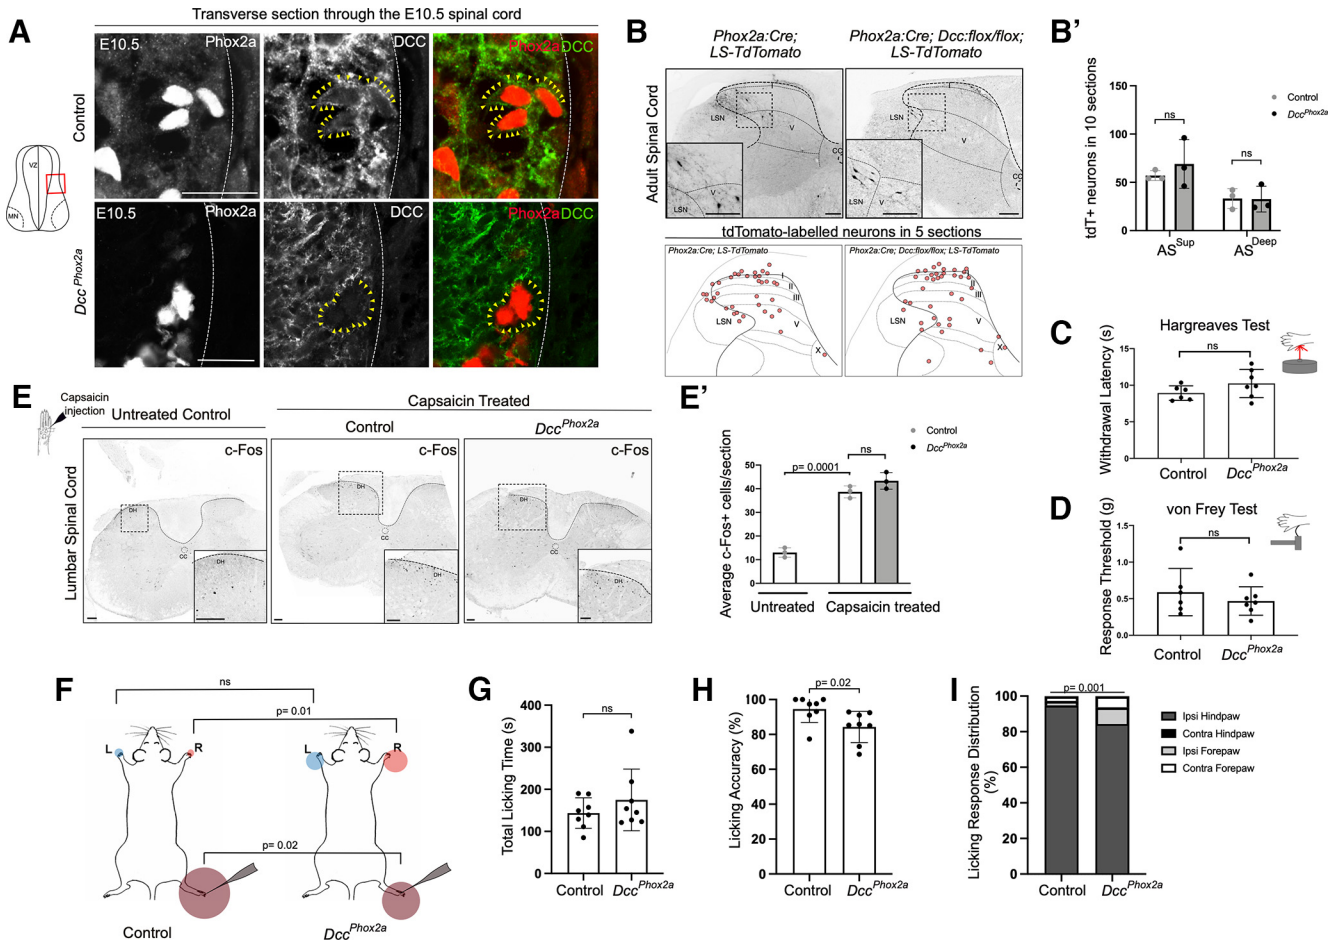 Transverse section through the E10.5 spinal cord
A
E10.5
Phox2a
DCC
Phox2aDCC
Control
VZ
MN
E10.5
Phox2a
DCC
Phox2aDCC
Dcc Phox2a
B
Phox2a:Cre;
LS-TdTomato
Phox2a:Cre; Dcc:flox/flox;
LS-TdTomato
Adult Spinal Cord
I
LSN
V
CC
V
LSN
I
LSN
V
CC
LSN
V
tdTomato-labelled neurons in 5 sections
Phox2a:Cre; LS-TdTomato
Phox2a:Cre; Dcc:flox/flox; LS-TdTomato
I
II
III
LSN
V
X
I
II
III
LSN
V
X
B'
tdT+ neurons in 10 sections
150
100
50
0
ns
ns
AS Sup
AS Deep
Control
Dcc Phox2a
C
Hargreaves Test
Withdrawal Latency (s)
15
10
5
0
ns
Control
Dcc Phox2a
D
von Frey Test
Response Threshold (g)
1.5
1.0
0.5
0.0
ns
Control
Dcc Phox2a
E
Capsaicin
injection
Untreated Control
Capsaicin Treated
Control
Dcc Phox2a
Lumbar Spinal Cord
c-Fos
DH
CC
DH
c-Fos
DH
CC
DH
c-Fos
DH
CC
DH
E'
Control
Dcc Phox2a
Average c-Fos+ cells/section
50
40
30
20
10
0
p= 0.0001
ns
Untreated
Capsaicin treated
F
ns
p= 0.01
L
R
L
R
p= 0.02
Control
Dcc Phox2a
G
Total Licking Time (s)
400
300
200
100
0
ns
Control
Dcc Phox2a
H
Licking Accuracy (%)
100
80
60
40
20
0
p= 0.02
Control
Dcc Phox2a
I
Licking Response Distribution
(%)
100
80
60
40
20
0
p= 0.001
Control
Dcc Phox2a
Ipsi Hindpaw
Contra Hindpaw
Ipsi Forepaw
Contra Forepaw